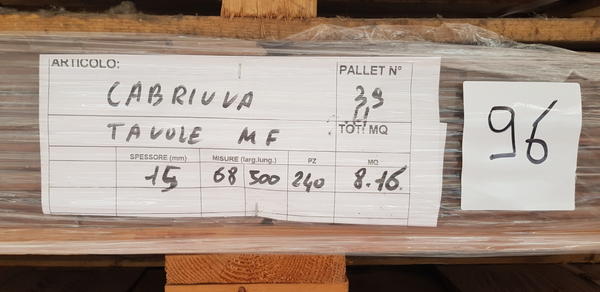 ARTICOLO:
PALLET N°
CABRIUVA
39
TAVOLE MF
TOT. MQ
SPESSORE (mm) MISURE (larg.lung.) PZ MQ
15 68 500 240 8.16
96